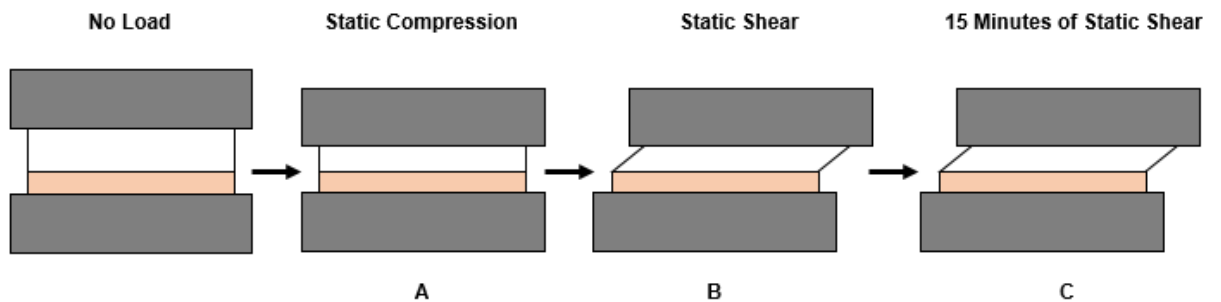 No Load
Static Compression
Static Shear
15 Minutes of Static Shear
A
B
C